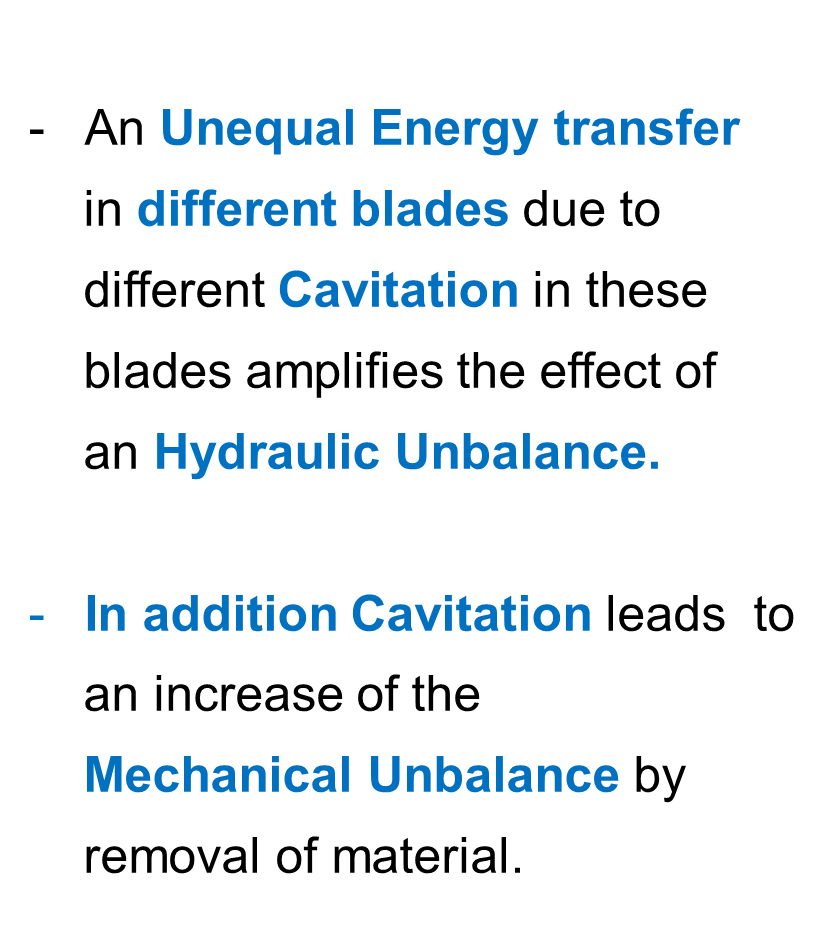 - An Unequal Energy transfer
in different blades due to
different Cavitation in these
blades amplifies the effect of
an Hydraulic Unbalance.
- In addition Cavitation leads  to
an increase of the
Mechanical Unbalance by
removal of material.